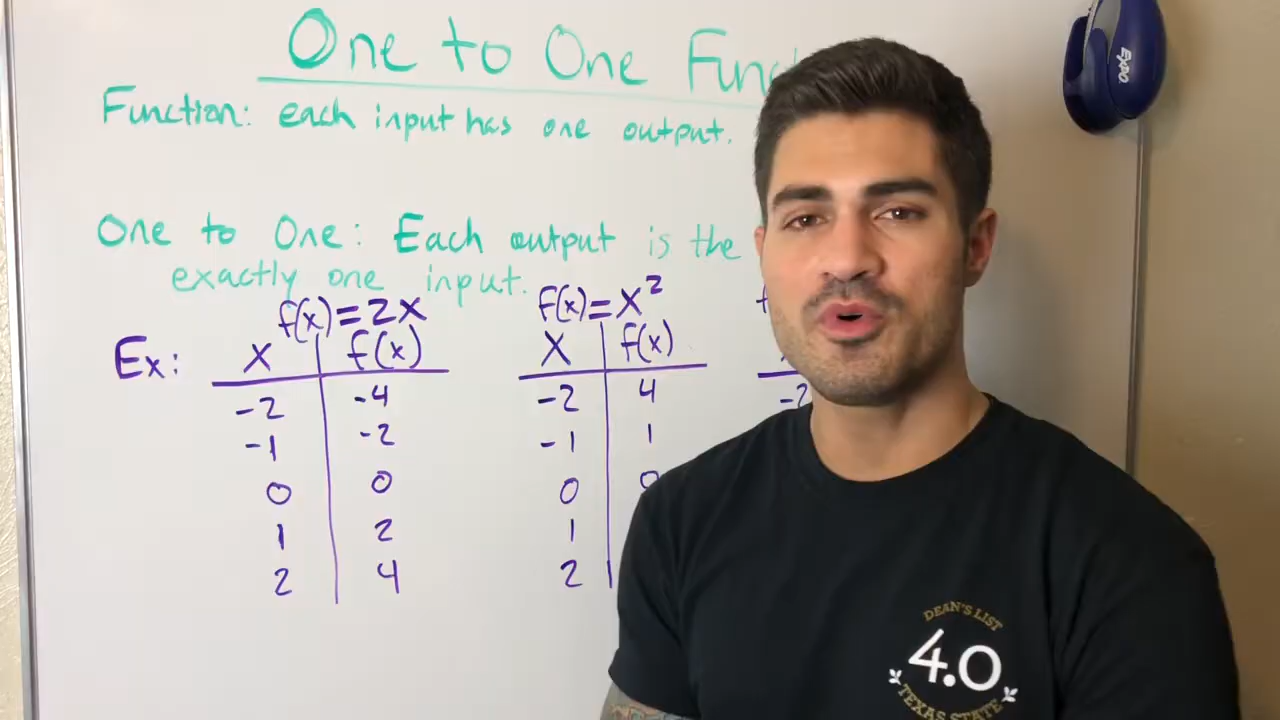 One to One Func
Function: each input has one output.
One to One: Each output is the
exactly one input.
f(x)=2x f(x)=x²
Ex: x f(x) x f(x)
-2 -4 -2 4 -2
-1 -2 -1 1
0 0 0 0
1 2 1
2 4 2
EXPO
DEAN'S LIST
4.0
TEXAS STATE